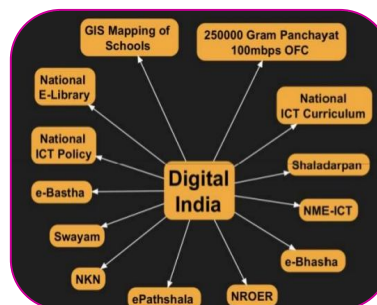 GIS Mapping of
Schools
250000 Gram Panchayat
100mbps OFC
National
E-Library
National
ICT Curriculum
National
ICT Policy
Shaladarpan
Digital
India
e-Bastha
NME-ICT
Swayam
e-Bhasha
NKN
ePathshala
NROER